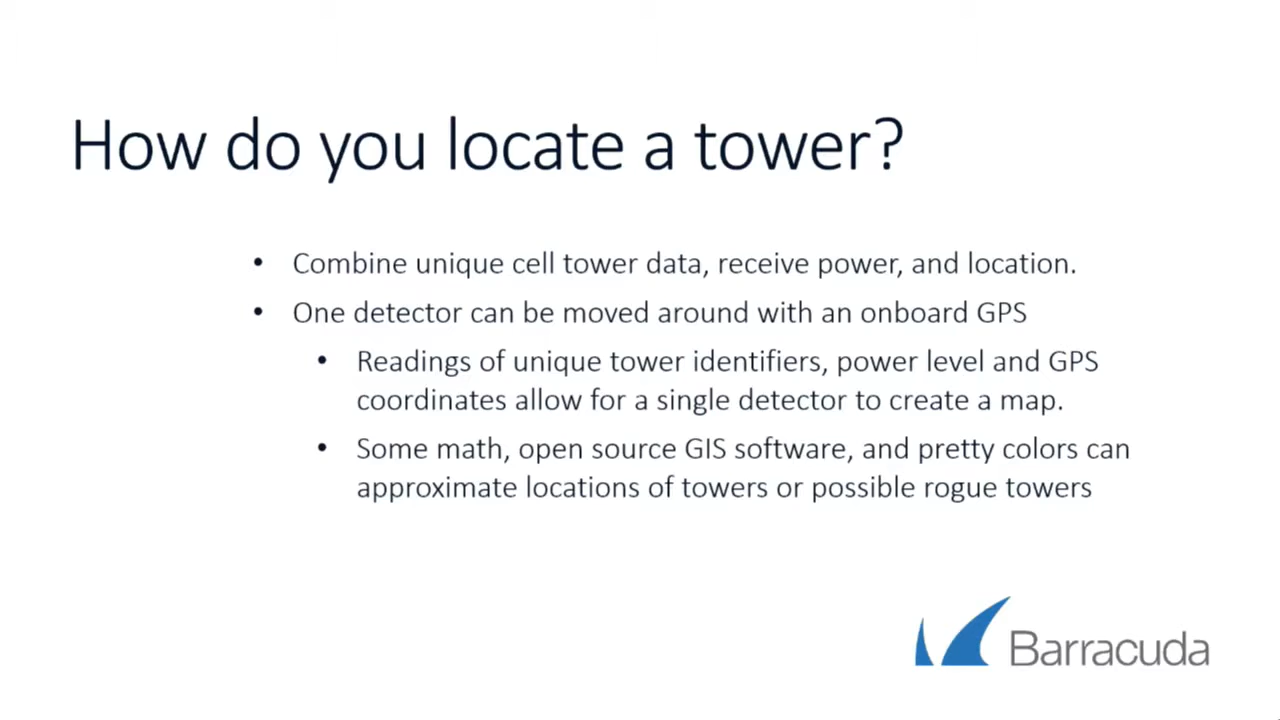 How do you locate a tower?
• Combine unique cell tower data, receive power, and location.
• One detector can be moved around with an onboard GPS
• Readings of unique tower identifiers, power level and GPS
coordinates allow for a single detector to create a map.
• Some math, open source GIS software, and pretty colors can
approximate locations of towers or possible rogue towers
Barracuda